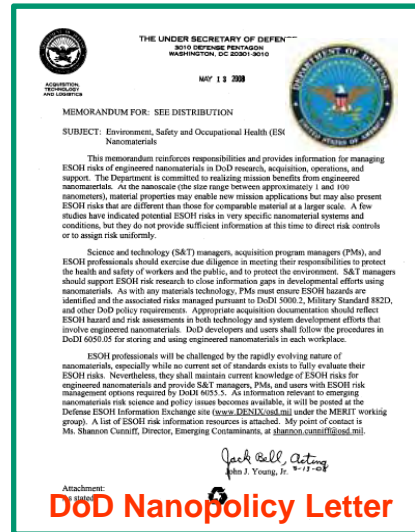 THE UNDER SECRETARY OF DEFEN
3010 DEFENSE PENTAGON
WASHINGTON, DC 20301-3010
DEPARTMENT OF DEFENSE
UNITED STATES OF AMERICA
ACQUISITION,
TECHNOLOGY
AND LOGISTICS
MAY 13 2008
MEMORANDUM FOR: SEE DISTRIBUTION
SUBJECT: Environment, Safety and Occupational Health (ES
Nanomaterials
This memorandum reinforces responsibilities and provides information for managing
ESOH risks of engineered nanomaterials in DoD research, acquisition, operations, and
support. The Department is committed to realizing mission benefits from engineered
nanomaterials. At the nanoscale (the size range between approximately 1 and 100
nanometers), material properties may enable new mission applications but may also present
ESOH risks that are different than those for comparable material at a larger scale. A few
studies have indicated potential ESOH risks in very specific nanomaterial systems and
conditions, but they do not provide sufficient information at this time to direct risk controls
or to assign risk uniformly.
Science and technology (S&T) managers, acquisition program managers (PMs), and
ESOH professionals should exercise due diligence in meeting their responsibilities to protect
the health and safety of workers and the public, and to protect the environment. S&T managers
should support ESOH risk research to close information gaps in developmental efforts using
nanomaterials. As with any materials technology, PMs must ensure ESOH hazards are
identified and the associated risks managed pursuant to DoDI 5000.2, Military Standard 882D,
and other DoD policy requirements. Appropriate acquisition documentation should reflect
ESOH hazard and risk assessments in both technology and system development efforts that
involve engineered nanomaterials. DoD developers and users shall follow the procedures in
DoDI 6050.05 for storing and using engineered nanomaterials in each workplace.
ESOH professionals will be challenged by the rapidly evolving nature of
nanomaterials, especially while no current set of standards exists to fully evaluate their
ESOH risks. Nevertheless, they shall maintain current knowledge of ESOH risks for
engineered nanomaterials and provide S&T managers, PMs, and users with ESOH risk
management options required by DoD 6055.5. As information relevant to emerging
nanomaterials risk science and policy issues becomes available, it will be posted at the
Defense ESOH Information Exchange site (www.DENIX/osd.mil under the MERIT working
group). A list of ESOH risk information resources is attached. My point of contact is
Ms. Shannon Cunniff, Director, Emerging Contaminants, at shannon.cunniff@osd.mil.
Jack Bell, Acting
John J. Young, Jr. 5-13-08
Attachment:
As stated
DoD Nanopolicy Letter